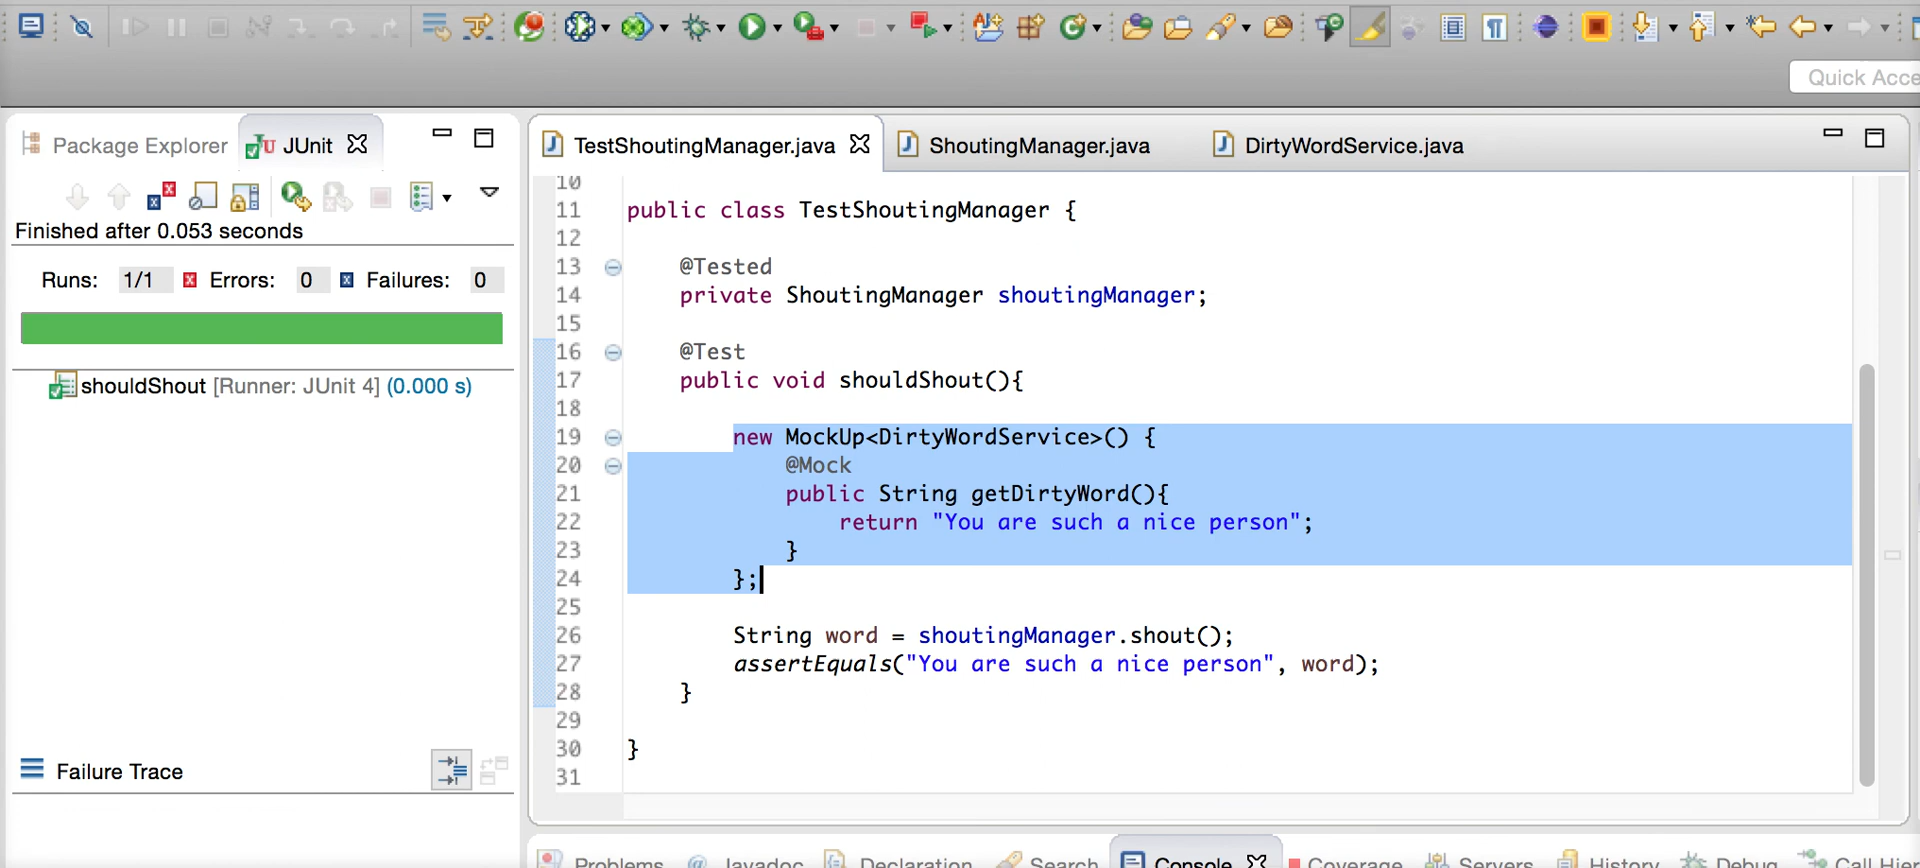 Quick Acce
Package Explorer
JUnit
Finished after 0.053 seconds
Runs: 1/1 Errors: 0 Failures: 0
shouldShout [Runner: JUnit 4] (0.000 s)
Failure Trace
TestShoutingManager.java
ShoutingManager.java
DirtyWordService.java
10
11 public class TestShoutingManager {
12
13 @Tested
14 private ShoutingManager shoutingManager;
15
16 @Test
17 public void shouldShout(){
18
19 new MockUp<DirtyWordService>() {
20 @Mock
21 public String getDirtyWord(){
22 return "You are such a nice person";
23 }
24 };
25
26 String word = shoutingManager.shout();
27 assertEquals("You are such a nice person", word);
28 }
29
30 }
31
Problems @ Javadoc Declaration Search Console Coverage Servers History Debug Call Hier